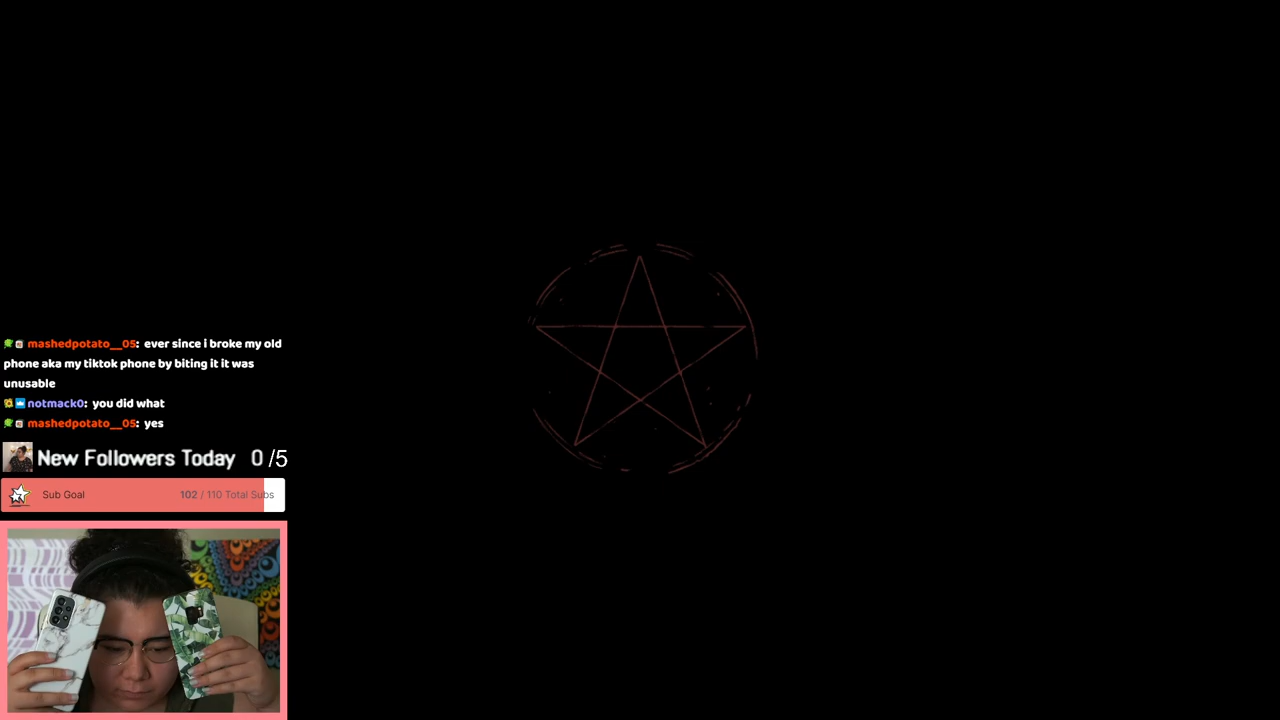 mashedpotato__05: ever since i broke my old
phone aka my tiktok phone by biting it it was
unusable
notmack0: you did what
mashedpotato__05: yes
New Followers Today 0 /5
Sub Goal 102 / 110 Total Subs